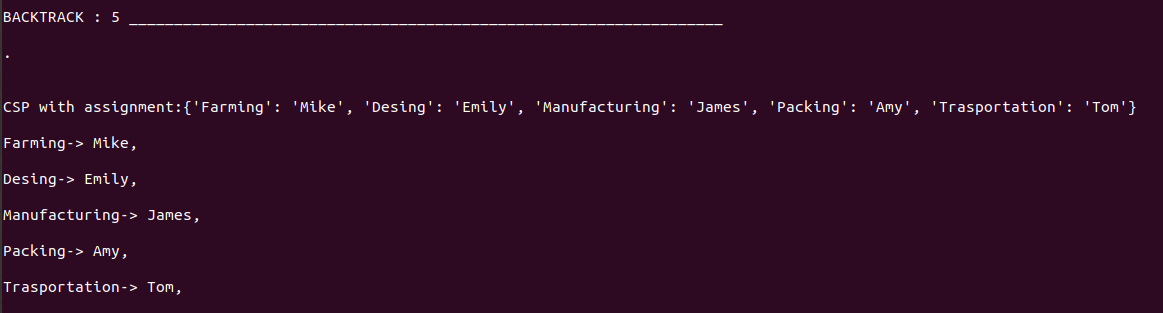 BACKTRACK : 5 __________________________________________________________________
.
CSP with assignment:{'Farming': 'Mike', 'Desing': 'Emily', 'Manufacturing': 'James', 'Packing': 'Amy', 'Trasportation': 'Tom'}
Farming-> Mike,
Desing-> Emily,
Manufacturing-> James,
Packing-> Amy,
Trasportation-> Tom,